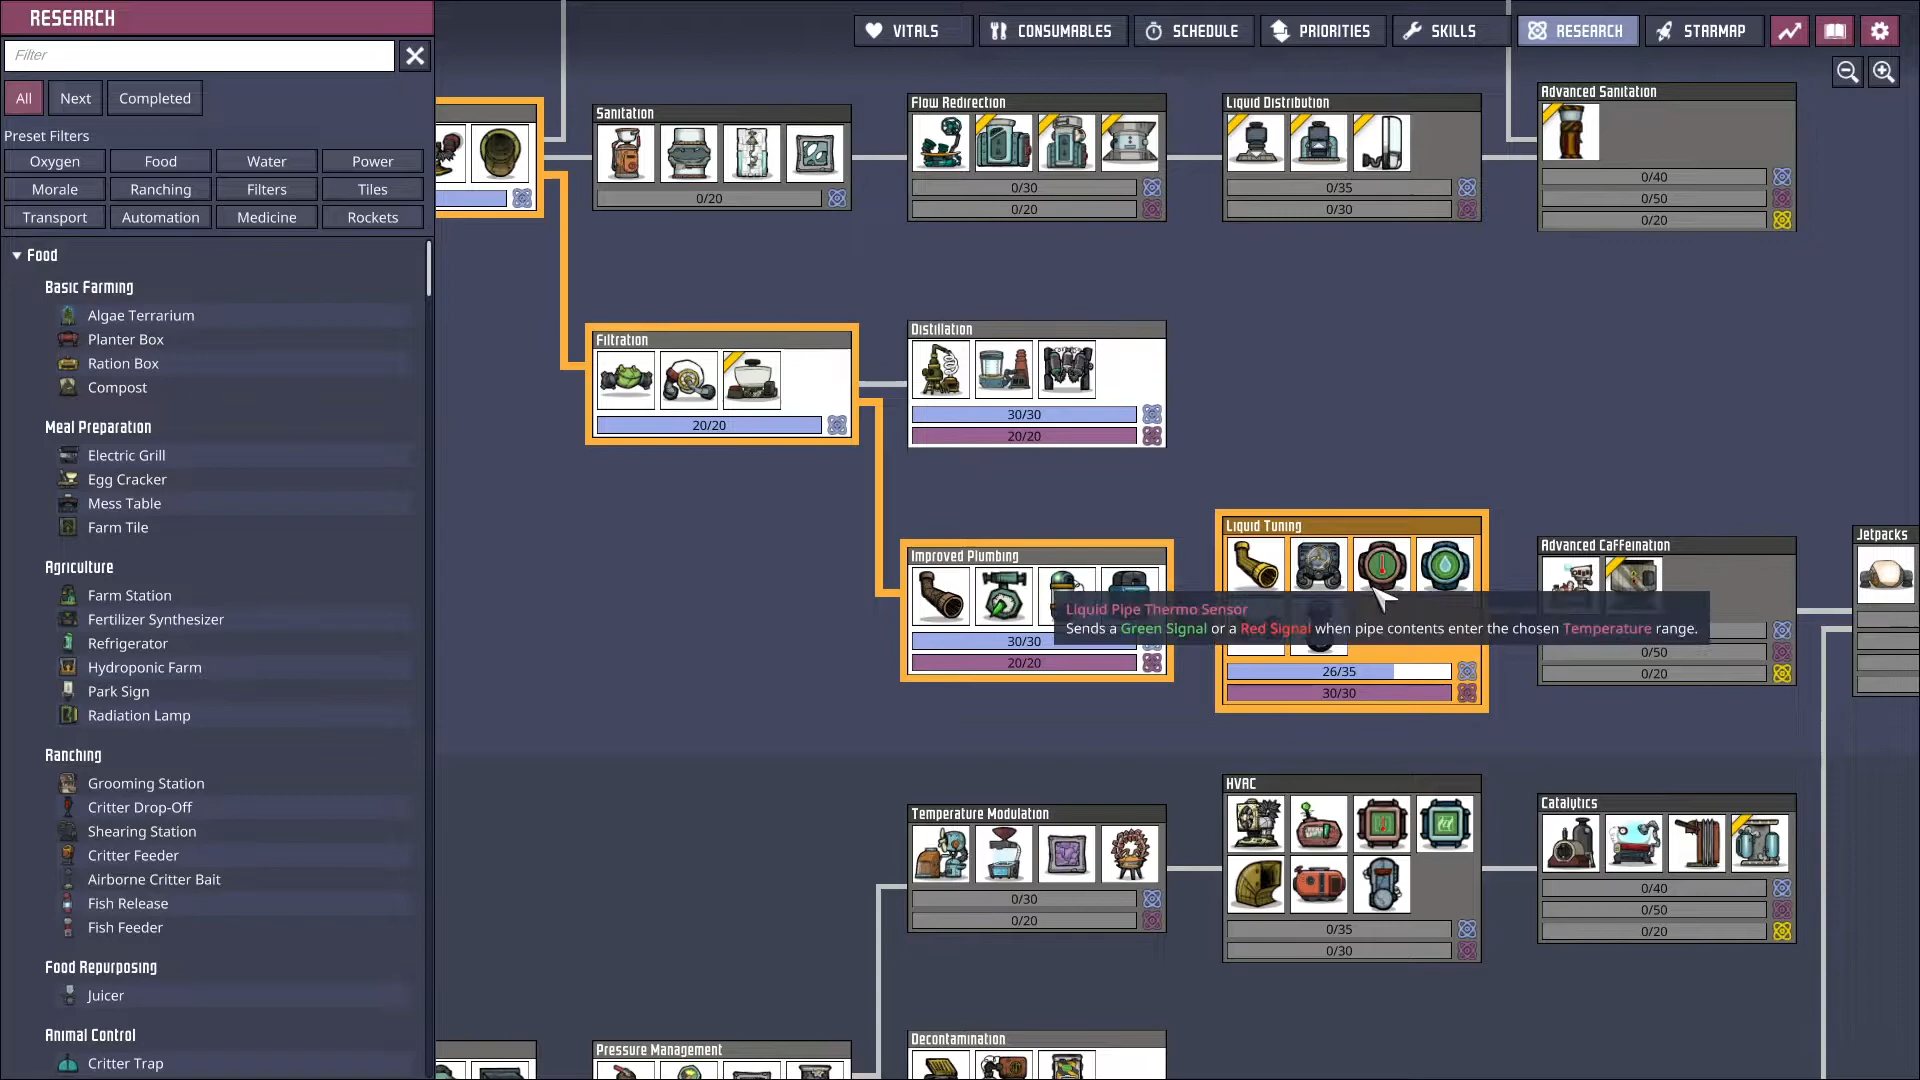 RESEARCH
Filter
All
Next
Completed
Preset Filters
Oxygen
Food
Water
Power
Morale
Ranching
Filters
Tiles
Transport
Automation
Medicine
Rockets
Food
Basic Farming
Algae Terrarium
Planter Box
Ration Box
Compost
Meal Preparation
Electric Grill
Egg Cracker
Mess Table
Farm Tile
Agriculture
Farm Station
Fertilizer Synthesizer
Refrigerator
Hydroponic Farm
Park Sign
Radiation Lamp
Ranching
Grooming Station
Critter Drop-Off
Shearing Station
Critter Feeder
Airborne Critter Bait
Fish Release
Fish Feeder
Food Repurposing
Juicer
Animal Control
Critter Trap
VITALS
CONSUMABLES
SCHEDULE
PRIORITIES
SKILLS
RESEARCH
STARMAP
Sanitation
0/20
Flow Redirection
0/30
0/20
Liquid Distribution
0/35
0/30
Advanced Sanitation
0/40
0/50
0/20
Filtration
20/20
Distillation
30/30
20/20
Improved Plumbing
30/30
20/20
Liquid Tuning
26/35
30/30
Liquid Pipe Thermo Sensor
Sends a Green Signal or a Red Signal when pipe contents enter the chosen Temperature range.
Advanced Caffeination
0/50
0/20
Jetpacks
Temperature Modulation
0/30
0/20
HVAC
0/35
0/30
Catalytics
0/40
0/50
0/20
Pressure Management
Decontamination